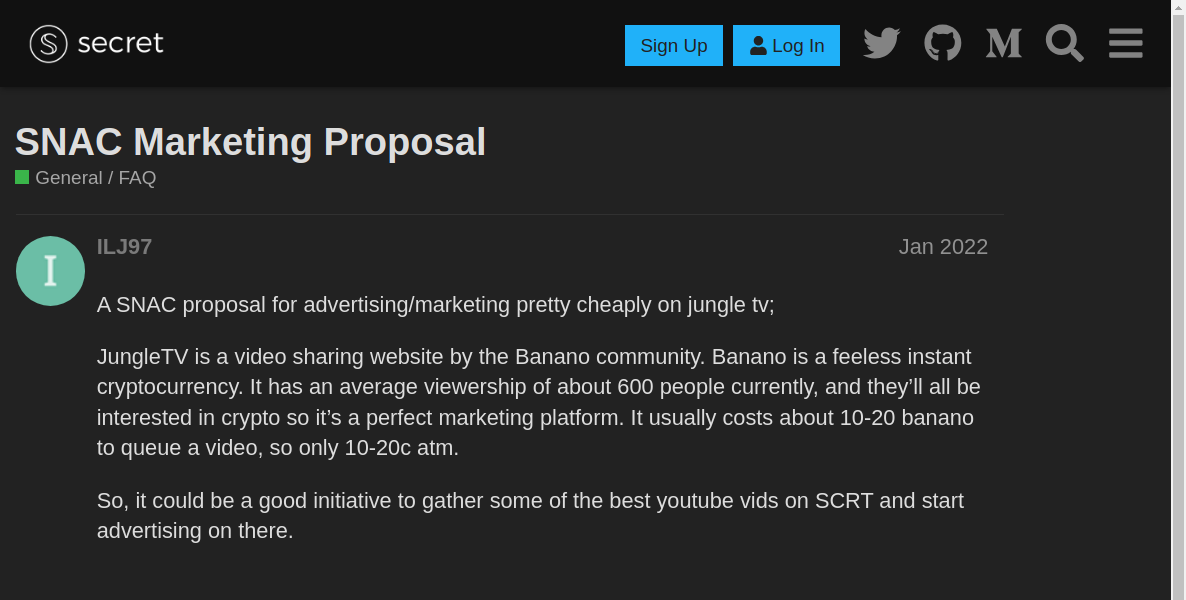 secret
Sign Up
Log In
SNAC Marketing Proposal
General / FAQ
I
ILJ97
Jan 2022
A SNAC proposal for advertising/marketing pretty cheaply on jungle tv;
JungleTV is a video sharing website by the Banano community. Banano is a feeless instant
cryptocurrency. It has an average viewership of about 600 people currently, and they’ll all be
interested in crypto so it’s a perfect marketing platform. It usually costs about 10-20 banano
to queue a video, so only 10-20c atm.
So, it could be a good initiative to gather some of the best youtube vids on SCRT and start
advertising on there.